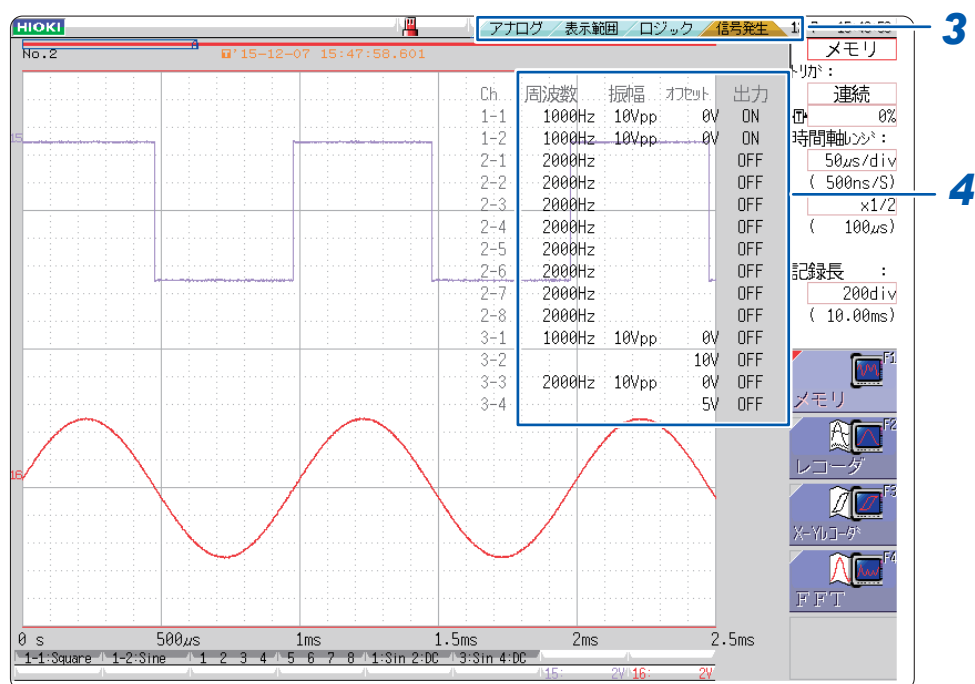 HIOKI
アナログ 表示範囲 ロジック 信号発生
3
No.2
'15-12-07 15:47:58.601
メモリ
トリガ:
連続
0%
時間軸レンジ:
50μs/div
( 500ns/S)
x1/2
( 100μs)
記録長 :
200div
( 10.00ms)
Ch. 周波数 振幅 オフセット 出力
1-1 1000Hz 10Vpp 0V ON
1-2 1000Hz 10Vpp 0V ON
2-1 2000Hz OFF
2-2 2000Hz OFF
2-3 2000Hz OFF
2-4 2000Hz OFF
2-5 2000Hz OFF
2-6 2000Hz OFF
2-7 2000Hz OFF
2-8 2000Hz OFF
3-1 1000Hz 10Vpp 0V OFF
3-2 10V OFF
3-3 2000Hz 10Vpp 0V OFF
3-4 5V OFF
4
15
16
F1
メモリ
F2
レコーダ
F3
X-Yレコーダ
F4
FFT
0 s 500μs 1ms 1.5ms 2ms 2.5ms
1-1:Square 1-2:Sine 1 2 3 4 5 6 7 8 1:Sin 2:DC 3:Sin 4:DC
15: 2V 16: 2V